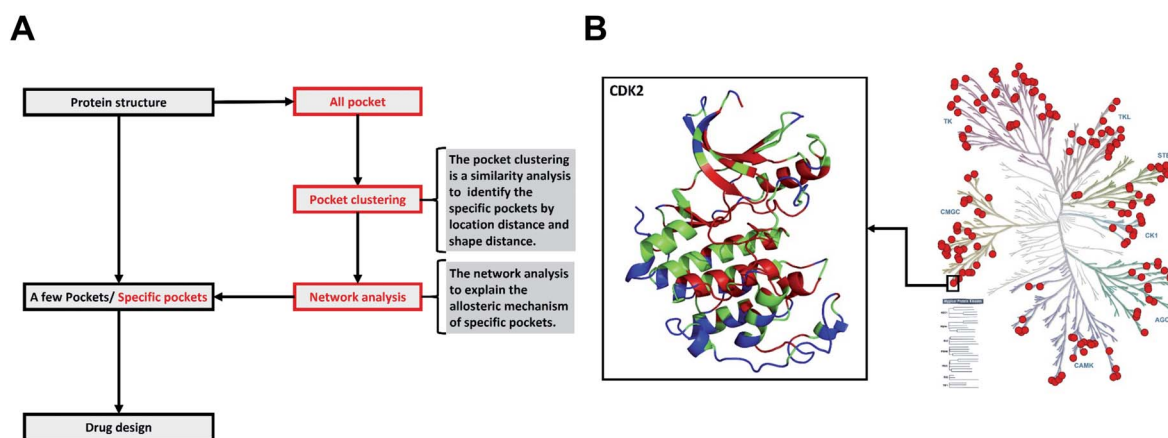 A
Protein structure
All pocket
The pocket clustering
is a similarity analysis
to identify the
specific pockets by
location distance and
shape distance.
Pocket clustering
The network analysis
to explain the
allosteric mechanism
of specific pockets.
A few Pockets/ Specific pockets
Network analysis
Drug design
B
CDK2
TK
TKL
STE
CMGC
CK1
AGC
CAMK